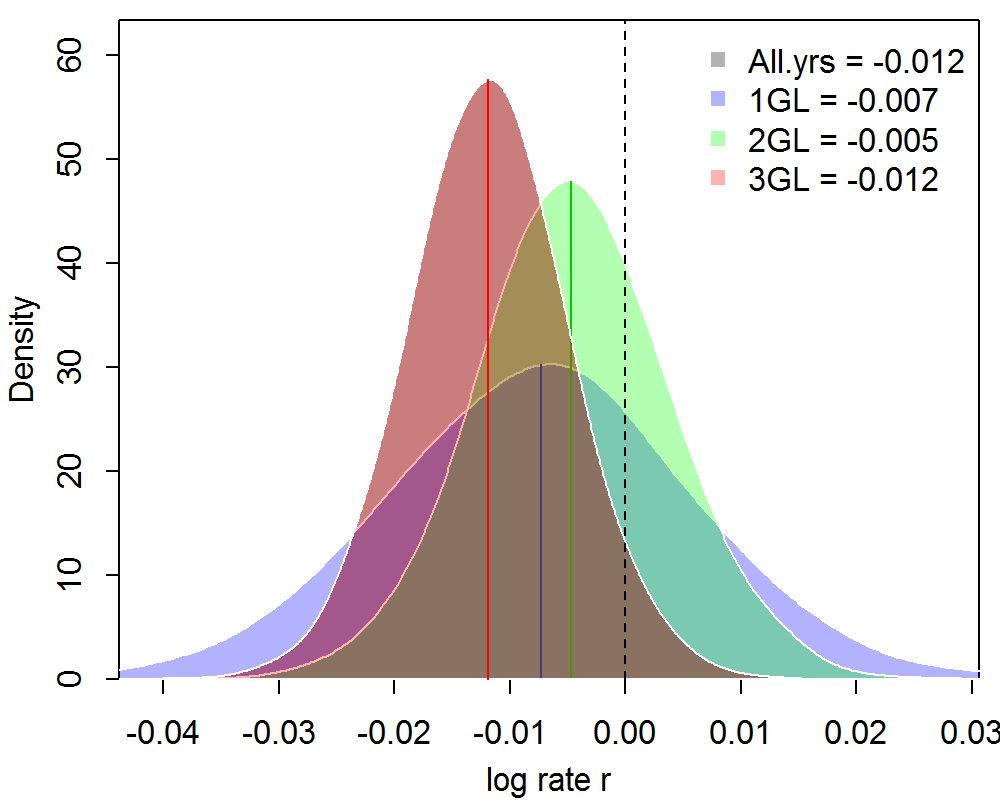 All.yrs = -0.012
1GL = -0.007
2GL = -0.005
3GL = -0.012
60
50
40
30
20
10
0
Density
-0.04 -0.03 -0.02 -0.01 0.00 0.01 0.02 0.03
log rate r